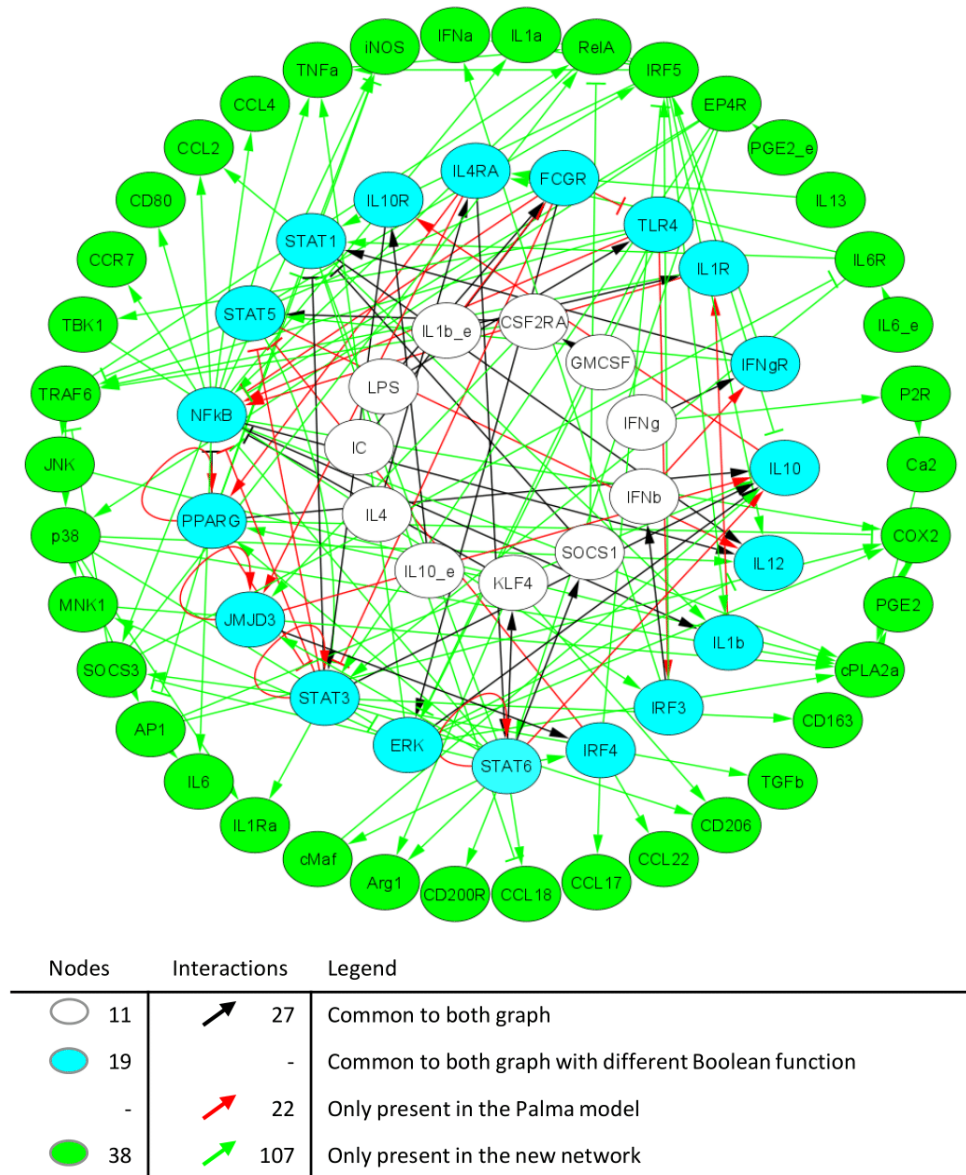 IFNa
IL1a
iNOS
RelA
TNFa
IRF5
CCL4
EP4R
CCL2
PGE2_e
CD80
IL4RA
FCGR
IL13
IL10R
TLR4
CCR7
STAT1
IL1R
IL6R
TBK1
STAT5
IL1b_e
CSF2RA
IL6_e
GMCSF
IFNgR
TRAF6
LPS
P2R
NFkB
IFNg
JNK
IC
IL10
Ca2
IFNb
p38
PPARG
IL4
COX2
SOCS1
IL12
IL10_e
KLF4
MNK1
JMJD3
PGE2
IL1b
SOCS3
cPLA2a
STAT3
IRF3
CD163
AP1
ERK
IRF4
STAT6
IL6
TGFb
IL1Ra
CD206
cMaf
CCL22
Arg1
CD200R
CCL18
CCL17
Nodes Interactions Legend
11 27 Common to both graph
19 - Common to both graph with different Boolean function
- 22 Only present in the Palma model
38 107 Only present in the new network